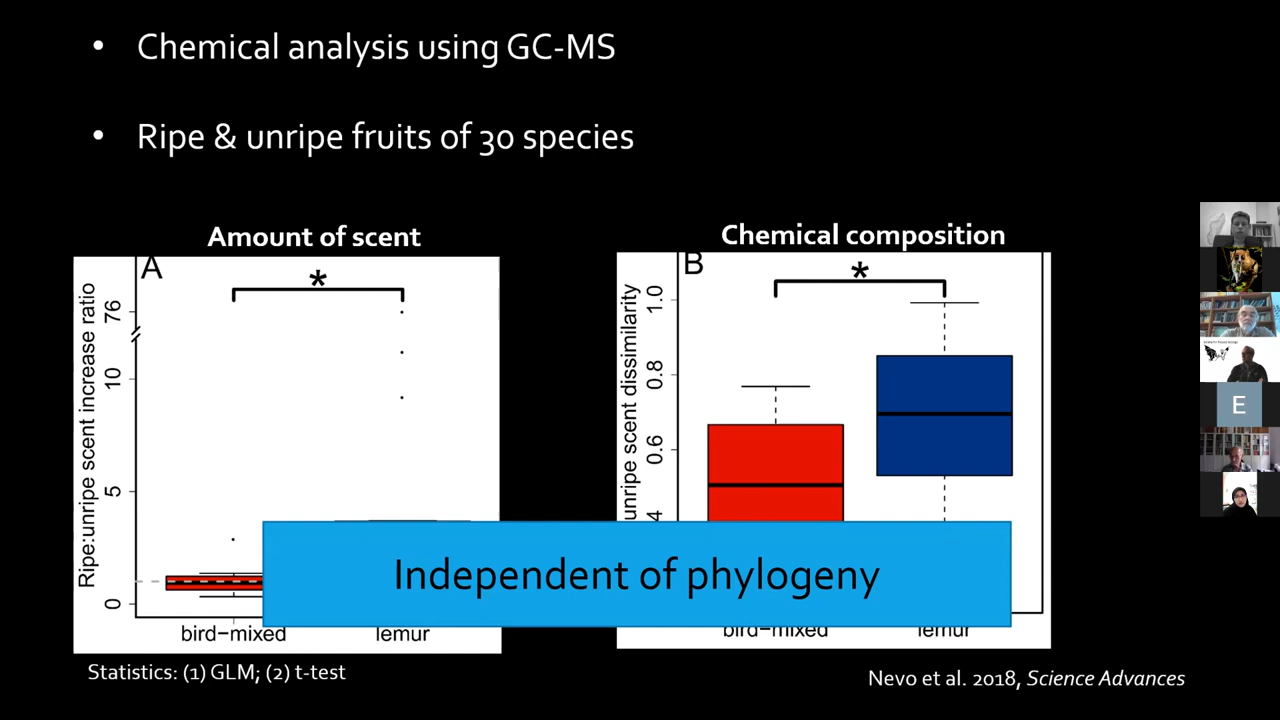 • Chemical analysis using GC-MS
• Ripe & unripe fruits of 30 species
Amount of scent
Chemical composition
A
*
Ripe:unripe scent increase ratio
76
10
5
0
bird−mixed
lemur
B
*
unripe scent dissimilarity
1.0
0.8
0.6
4
bird−mixed
lemur
Independent of phylogeny
Statistics: (1) GLM; (2) t-test
Nevo et al. 2018, Science Advances
E